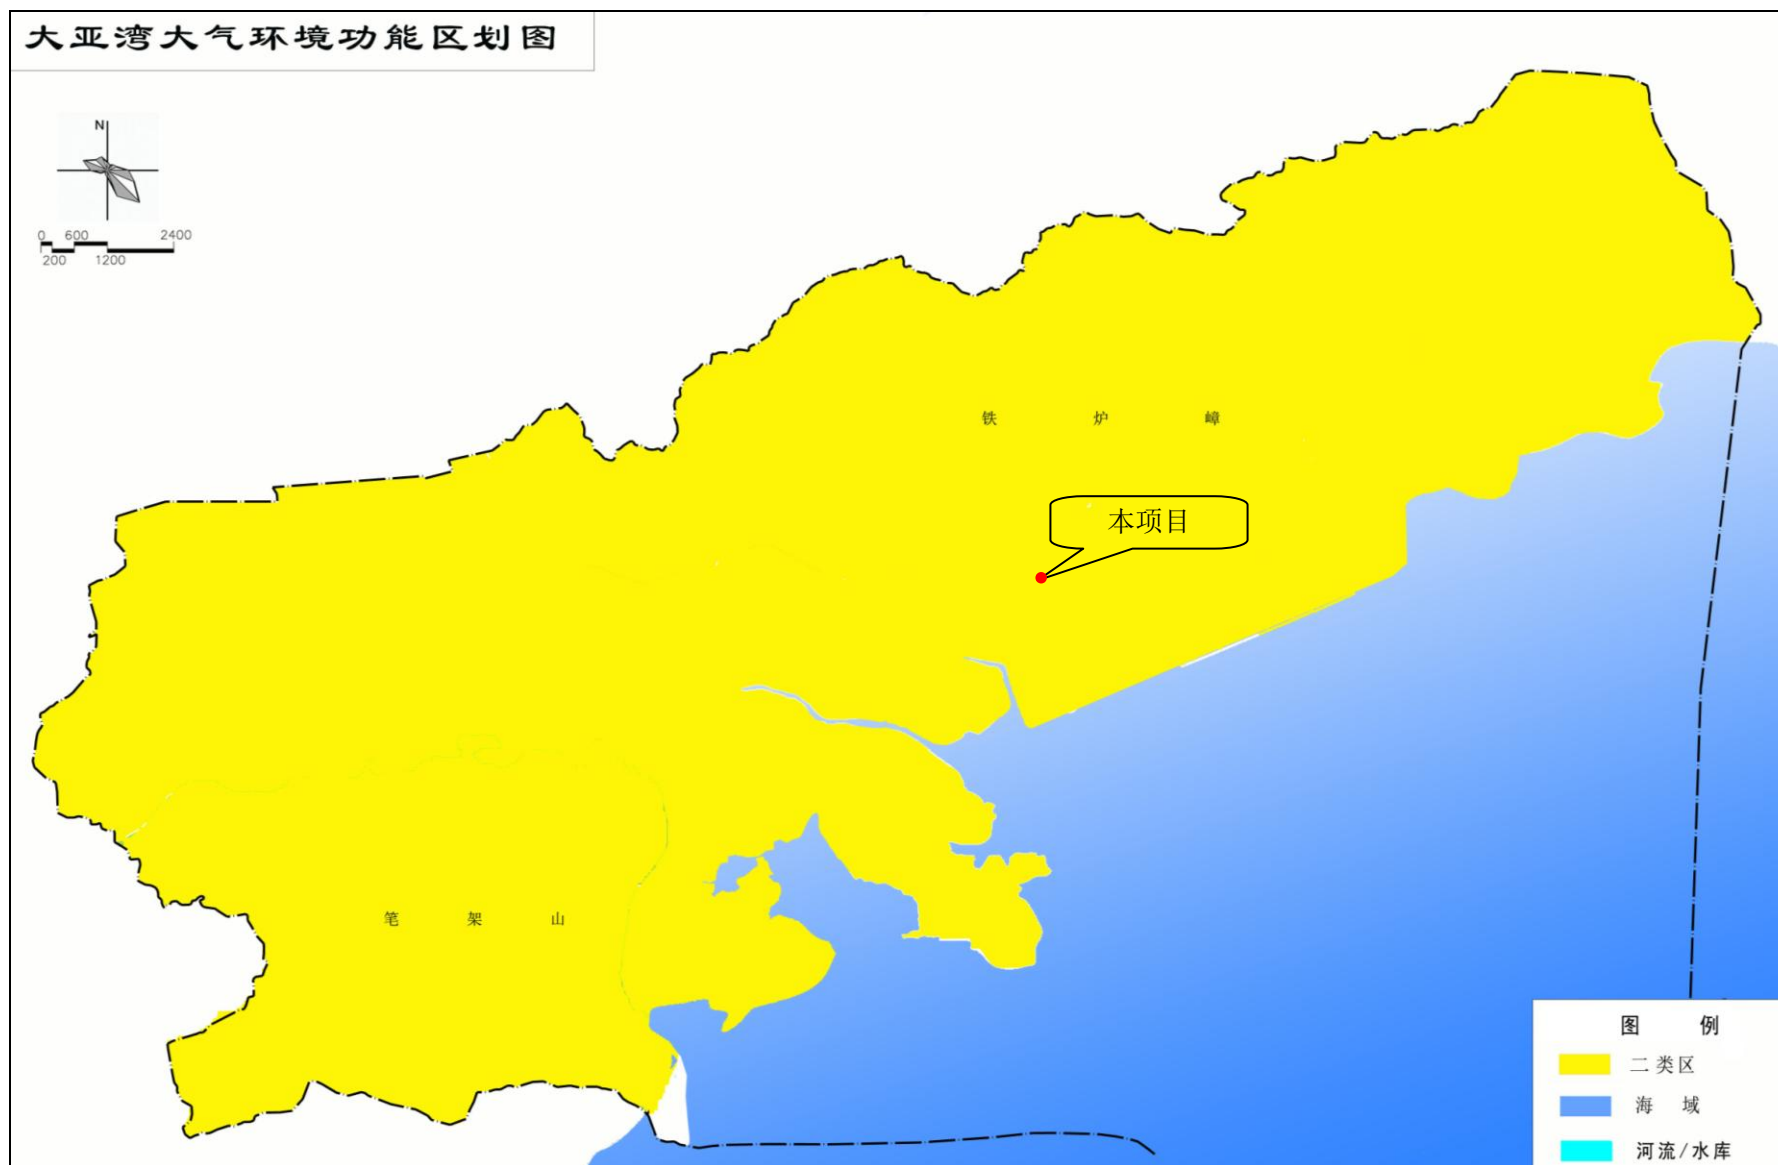 大亚湾大气环境功能区划图
N
0 600 2400
200 1200
铁 炉 嶂
本项目
笔 架 山
图 例
二类区
海 域
河流/水库